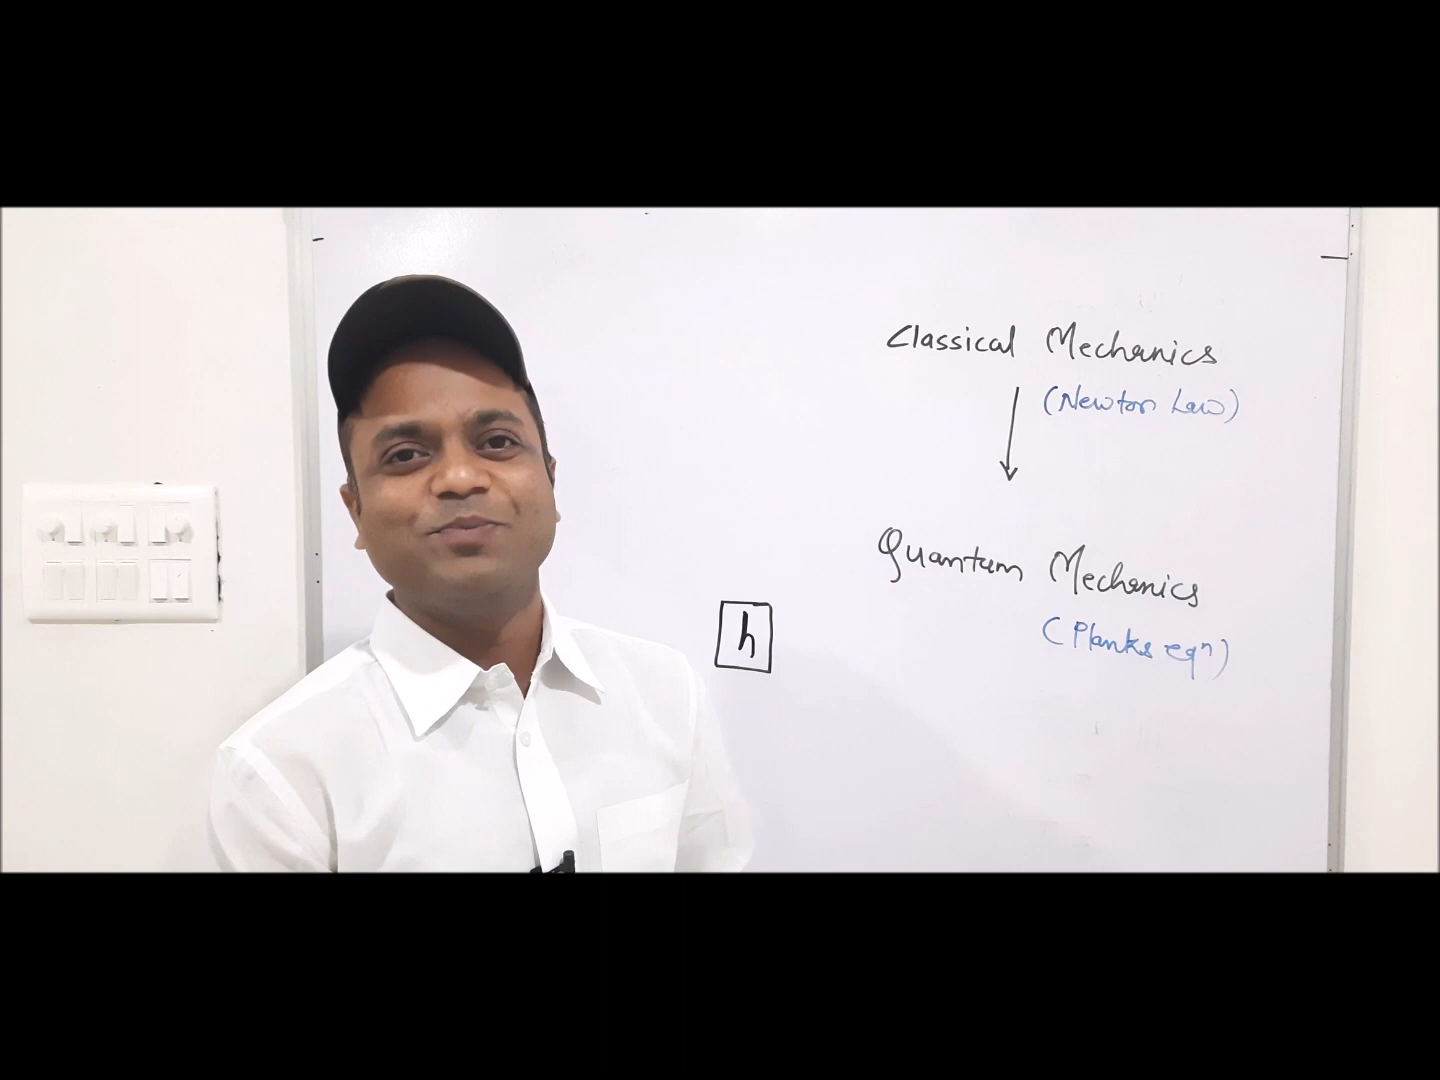 Classical Mechanics
(Newton Law)
Quantum Mechanics
(Planks eqn)
h